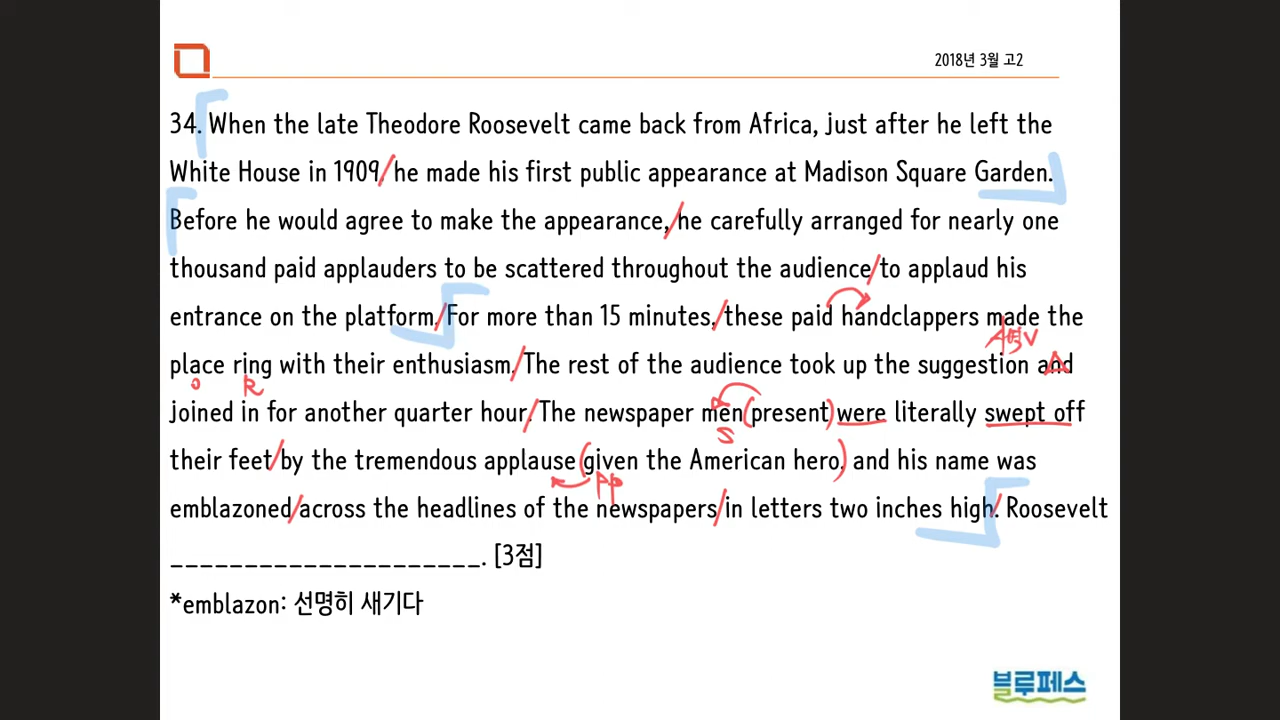 2018년 3월 고2
34. When the late Theodore Roosevelt came back from Africa, just after he left the
White House in 1909, he made his first public appearance at Madison Square Garden.
Before he would agree to make the appearance, he carefully arranged for nearly one
thousand paid applauders to be scattered throughout the audience to applaud his
entrance on the platform. For more than 15 minutes, these paid handclappers made the
place ring with their enthusiasm. The rest of the audience took up the suggestion and
joined in for another quarter hour. The newspaper men present were literally swept off
their feet by the tremendous applause given the American hero, and his name was
emblazoned across the headlines of the newspapers in letters two inches high. Roosevelt
____________________. [3점]
*emblazon: 선명히 새기다
블루페스